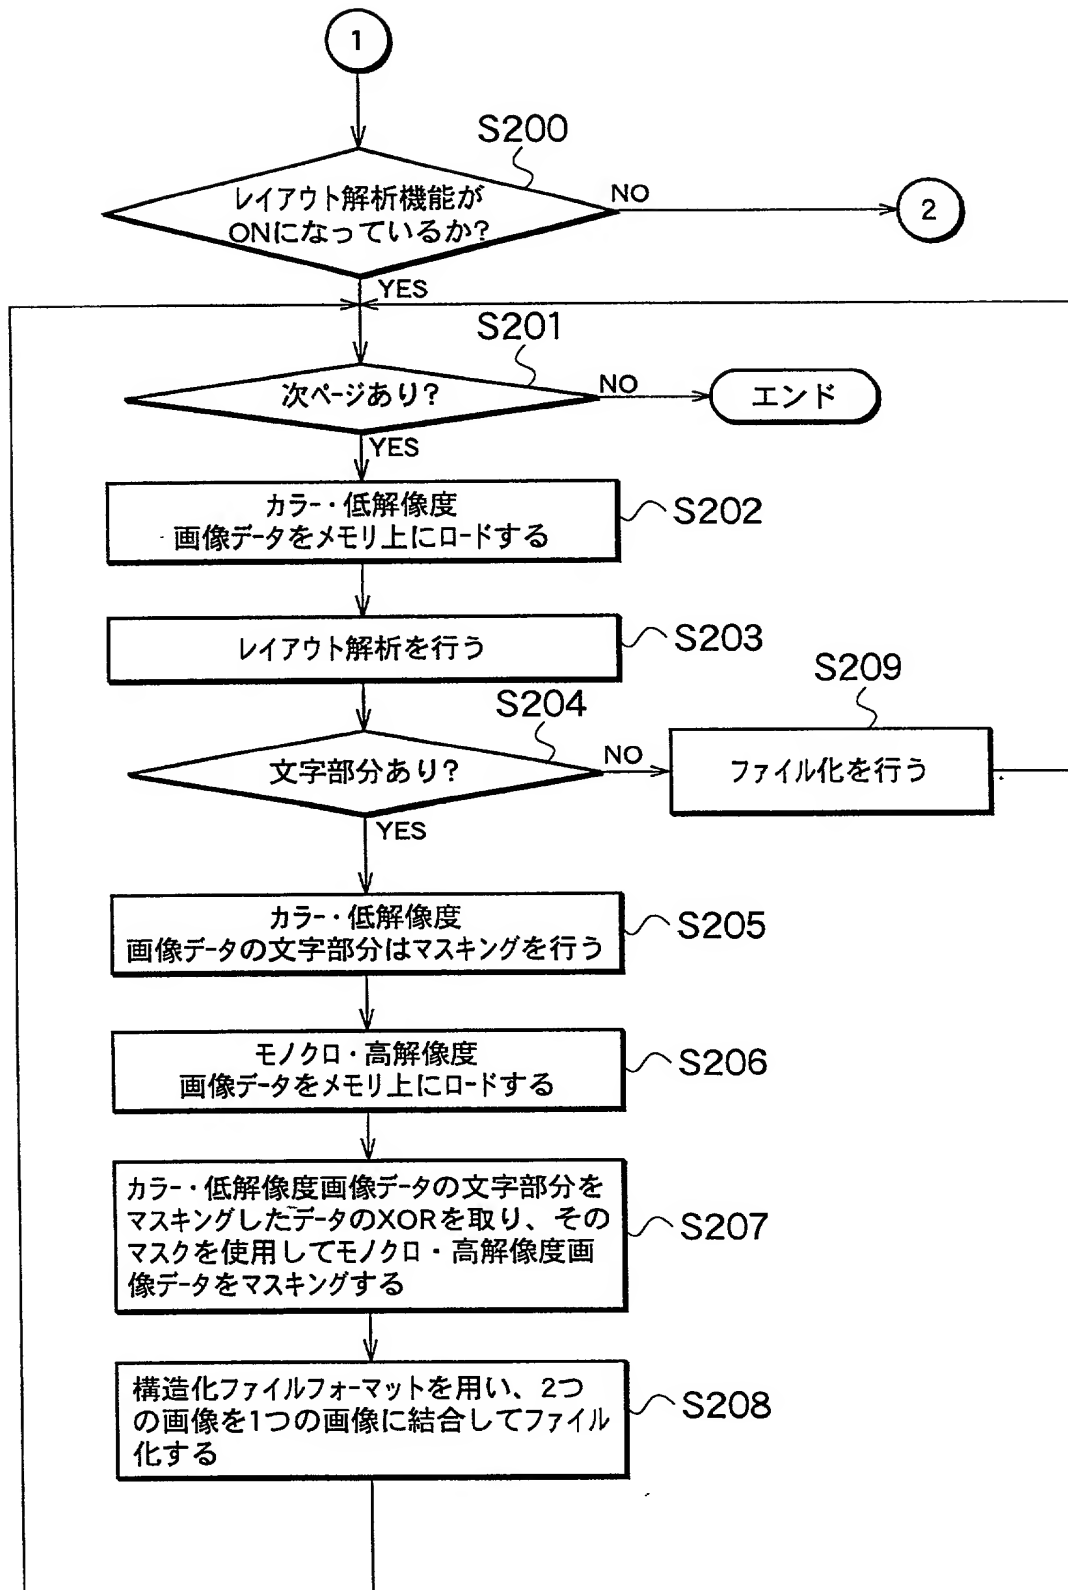 1
S200
レイアウト解析機能が
ONになっているか?
NO
2
YES
S201
次ページあり?
NO
エンド
YES
カラー・低解像度
画像データをメモリ上にロードする
S202
レイアウト解析を行う
S203
S204
文字部分あり?
NO
S209
ファイル化を行う
YES
カラー・低解像度
画像データの文字部分はマスキングを行う
S205
モノクロ・高解像度
画像データをメモリ上にロードする
S206
カラー・低解像度画像データの文字部分を
マスキングしたデータのXORを取り、その
マスクを使用してモノクロ・高解像度画
像データをマスキングする
S207
構造化ファイルフォーマットを用い、2つ
の画像を1つの画像に結合してファイル
化する
S208